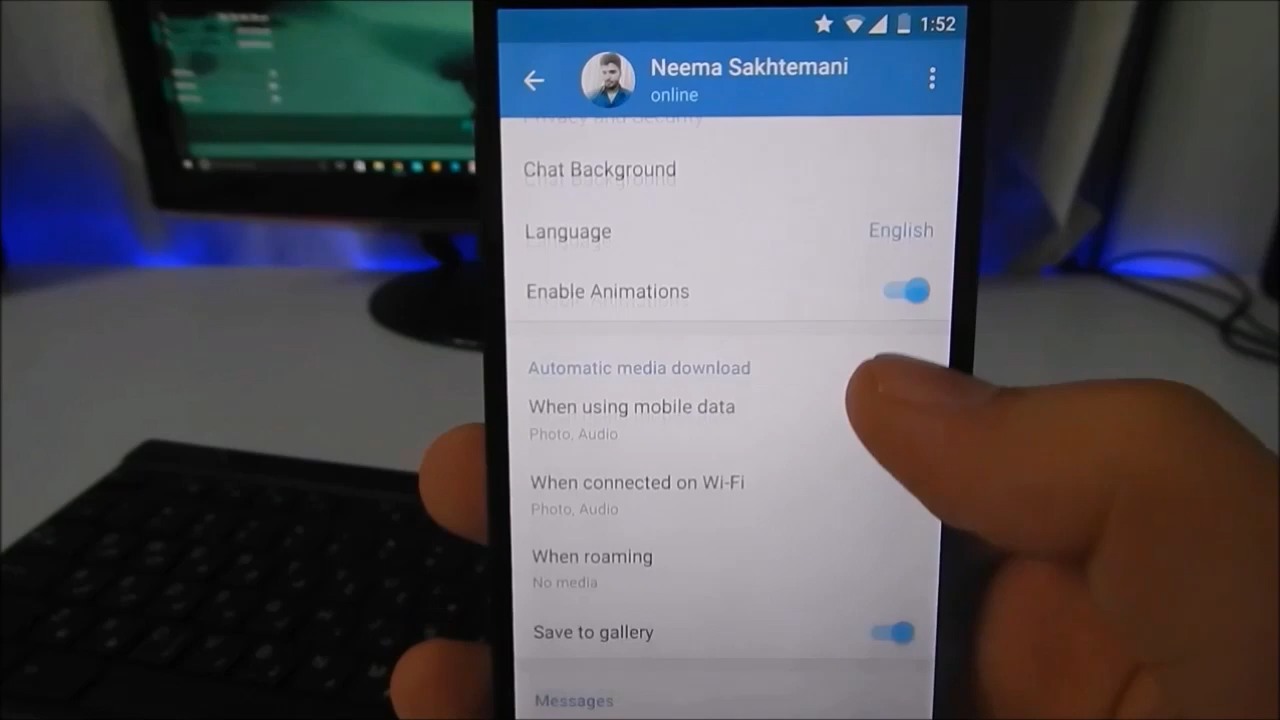 1:52
Neema Sakhtemani
online
Privacy and Security
Chat Background
Language English
Enable Animations
Automatic media download
When using mobile data
Photo, Audio
When connected on Wi-Fi
Photo, Audio
When roaming
No media
Save to gallery
Messages